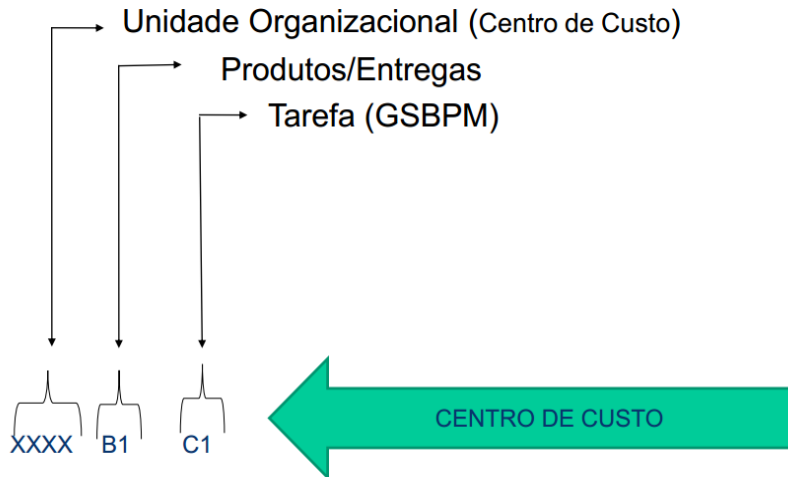 Unidade Organizacional (Centro de Custo)
Produtos/Entregas
Tarefa (GSBPM)
CENTRO DE CUSTO
XXXX B1 C1